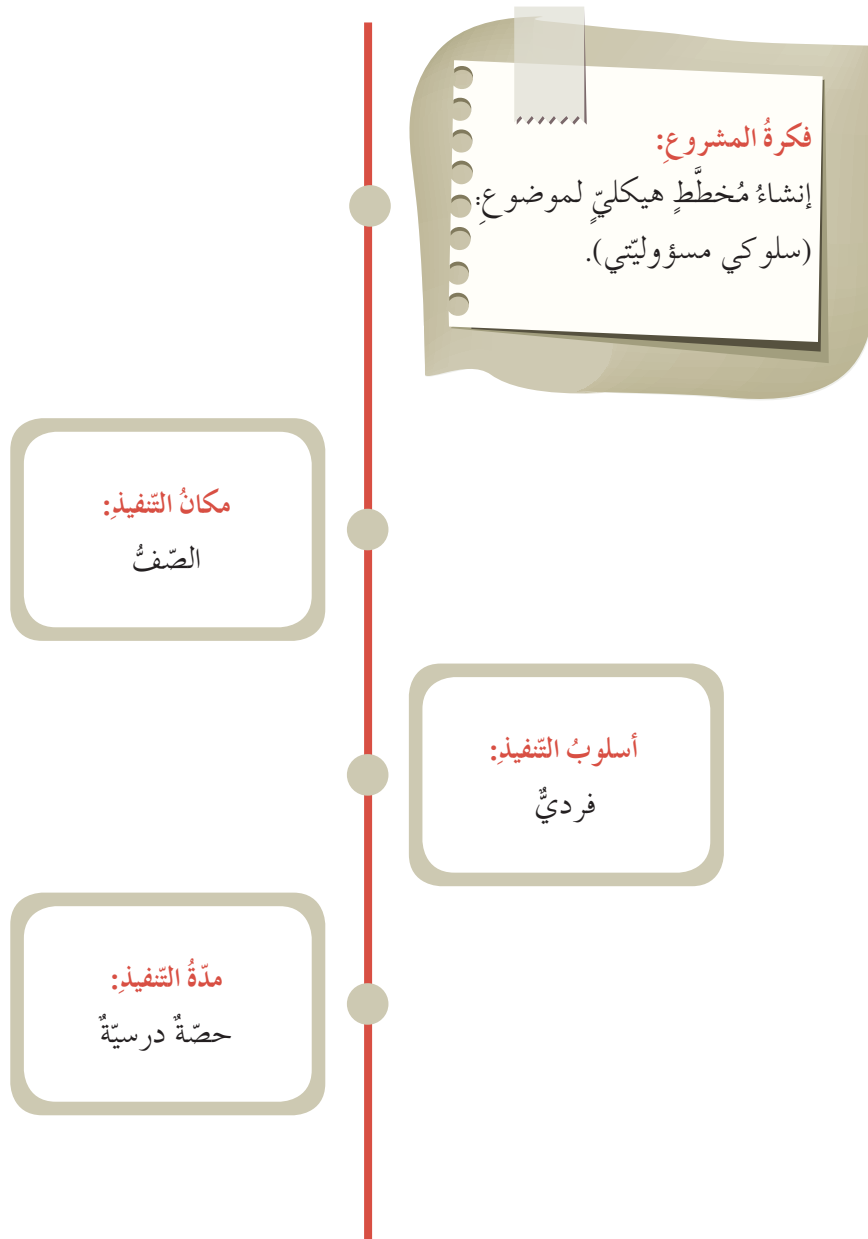 فكرةُ المشروعِ:
إنشاءُ مُخطَّطٍ هيكليٍّ لموضوعِ:
(سلوكي مسؤوليّتي).
مكانُ التّنفيذِ:
الصّفُّ
أسلوبُ التّنفيذِ:
فرديٌّ
مدّةُ التّنفيذِ:
حصّةٌ درسيّةٌ